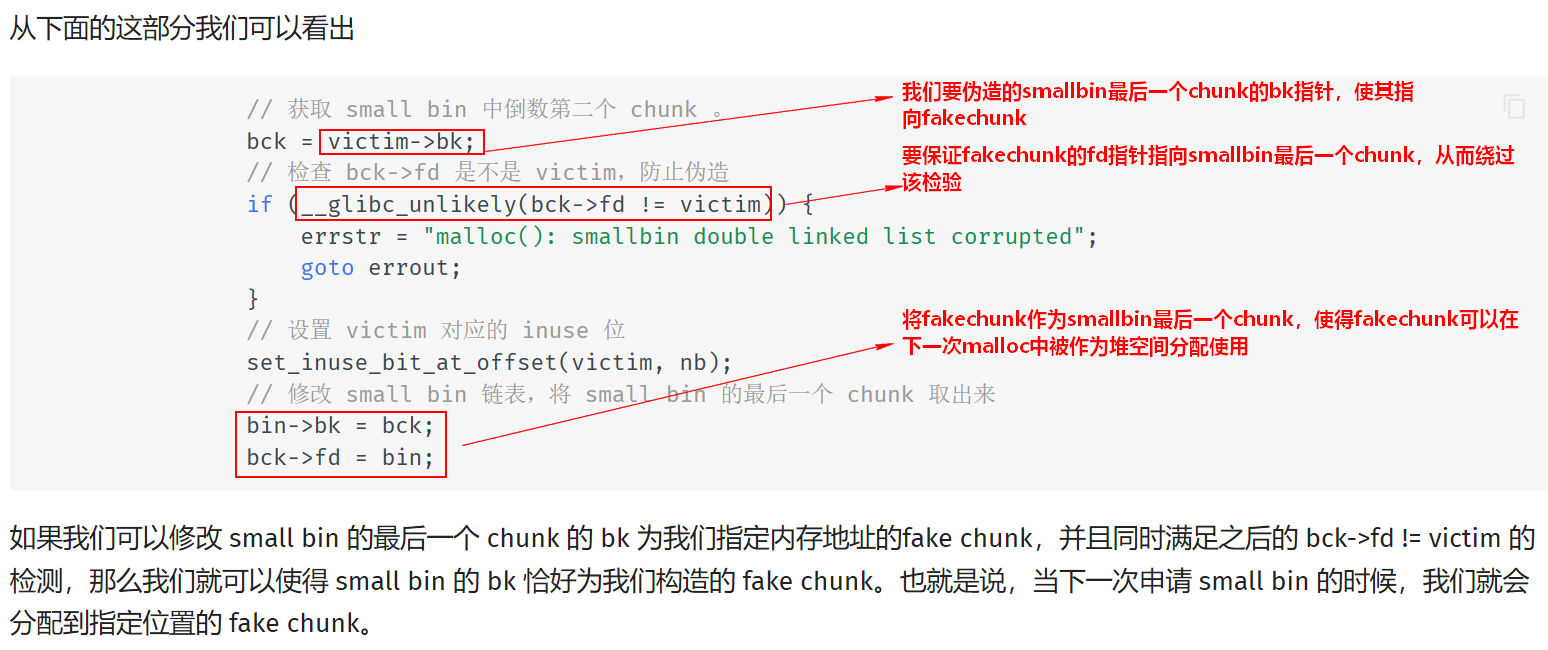 从下面的这部分我们可以看出
// 获取 small bin 中倒数第二个 chunk 。
bck = victim->bk;
// 检查 bck->fd 是不是 victim，防止伪造
if (__glibc_unlikely(bck->fd != victim)) {
errstr = "malloc(): smallbin double linked list corrupted";
goto errout;
}
// 设置 victim 对应的 inuse 位
set_inuse_bit_at_offset(victim, nb);
// 修改 small bin 链表，将 small bin 的最后一个 chunk 取出来
bin->bk = bck;
bck->fd = bin;
我们要伪造的smallbin最后一个chunk的bk指针，使其指
向fakechunk
要保证fakechunk的fd指针指向smallbin最后一个chunk，从而绕过
该检验
将fakechunk作为smallbin最后一个chunk，使得fakechunk可以在
下一次malloc中被作为堆空间分配使用
如果我们可以修改 small bin 的最后一个 chunk 的 bk 为我们指定内存地址的fake chunk，并且同时满足之后的 bck->fd != victim 的
检测，那么我们就可以使得 small bin 的 bk 恰好为我们构造的 fake chunk。也就是说，当下一次申请 small bin 的时候，我们就会
分配到指定位置的 fake chunk。